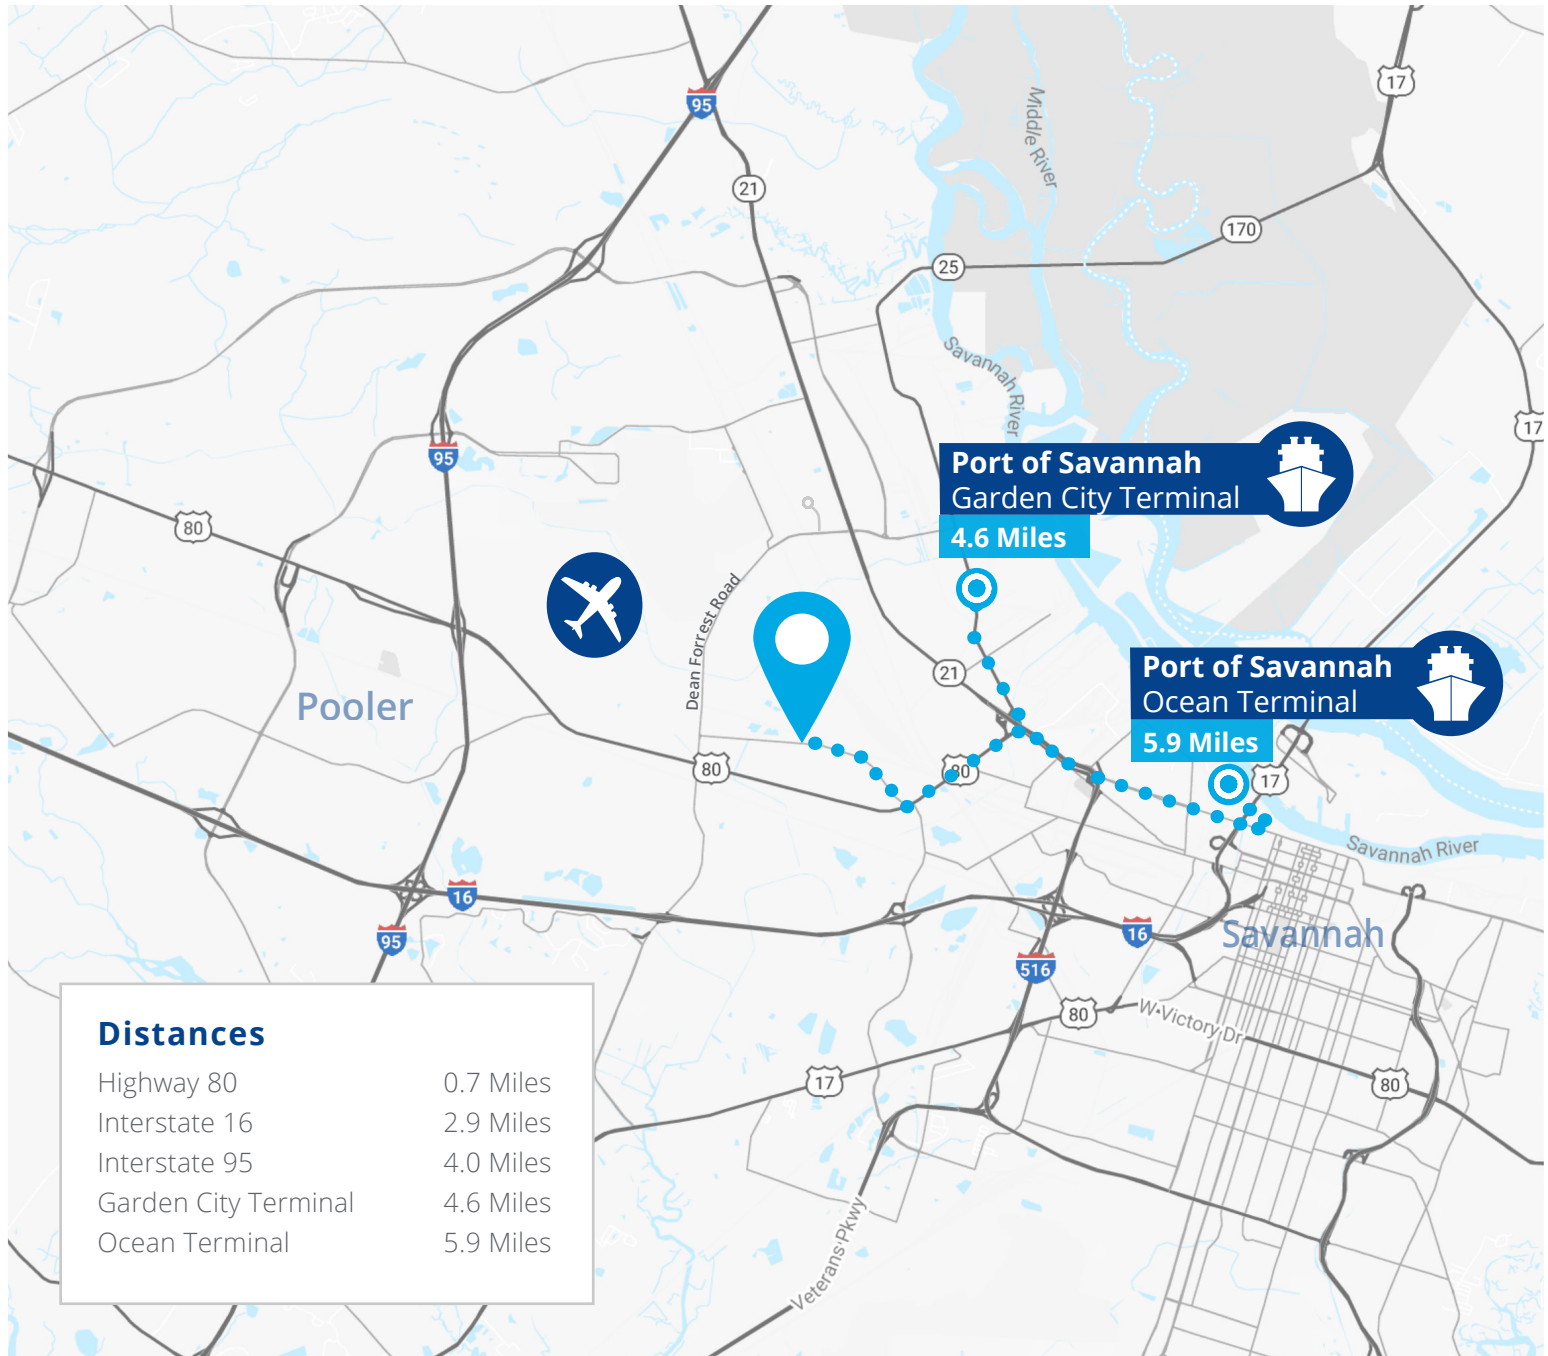 95
17
Middle River
21
170
25
Savannah River
17
95
Port of Savannah
Garden City Terminal
4.6 Miles
80
Dean Forrest Road
21
Port of Savannah
Ocean Terminal
5.9 Miles
Pooler
80
80
17
Savannah River
16
95
16
Savannah
516
80
W Victory Dr
17
80
Veterans Pkwy
Distances
Highway 80 0.7 Miles
Interstate 16 2.9 Miles
Interstate 95 4.0 Miles
Garden City Terminal 4.6 Miles
Ocean Terminal 5.9 Miles